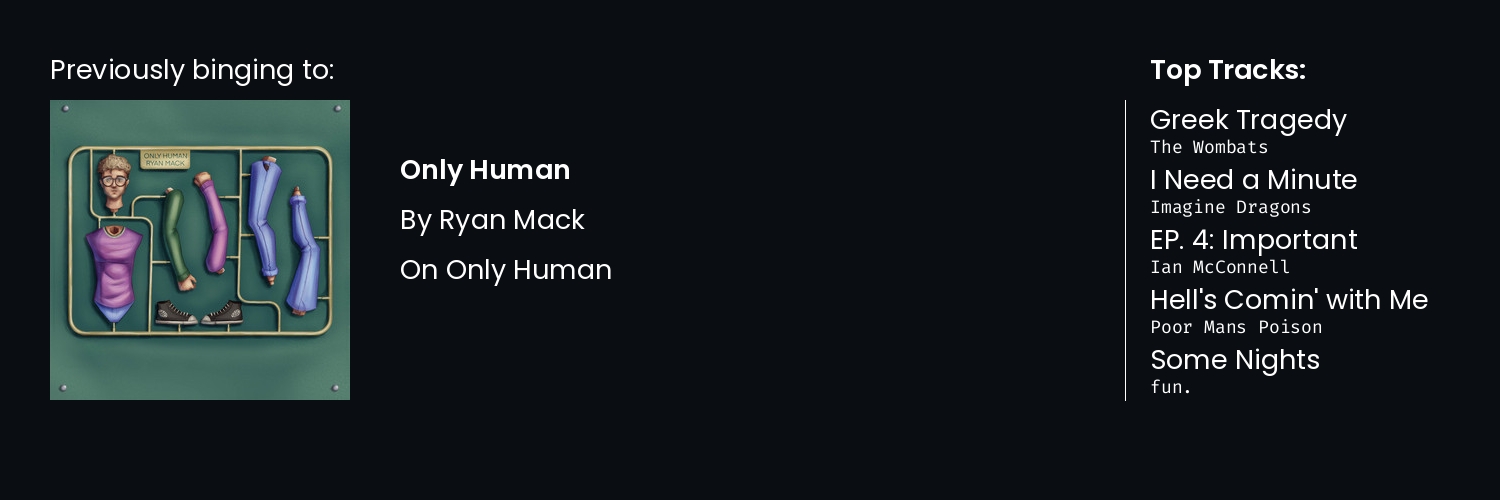 Previously binging to:
ONLY HUMAN
RYAN MACK
Only Human
By Ryan Mack
On Only Human
Top Tracks:
Greek Tragedy
The Wombats
I Need a Minute
Imagine Dragons
EP. 4: Important
Ian McConnell
Hell's Comin' with Me
Poor Mans Poison
Some Nights
fun.